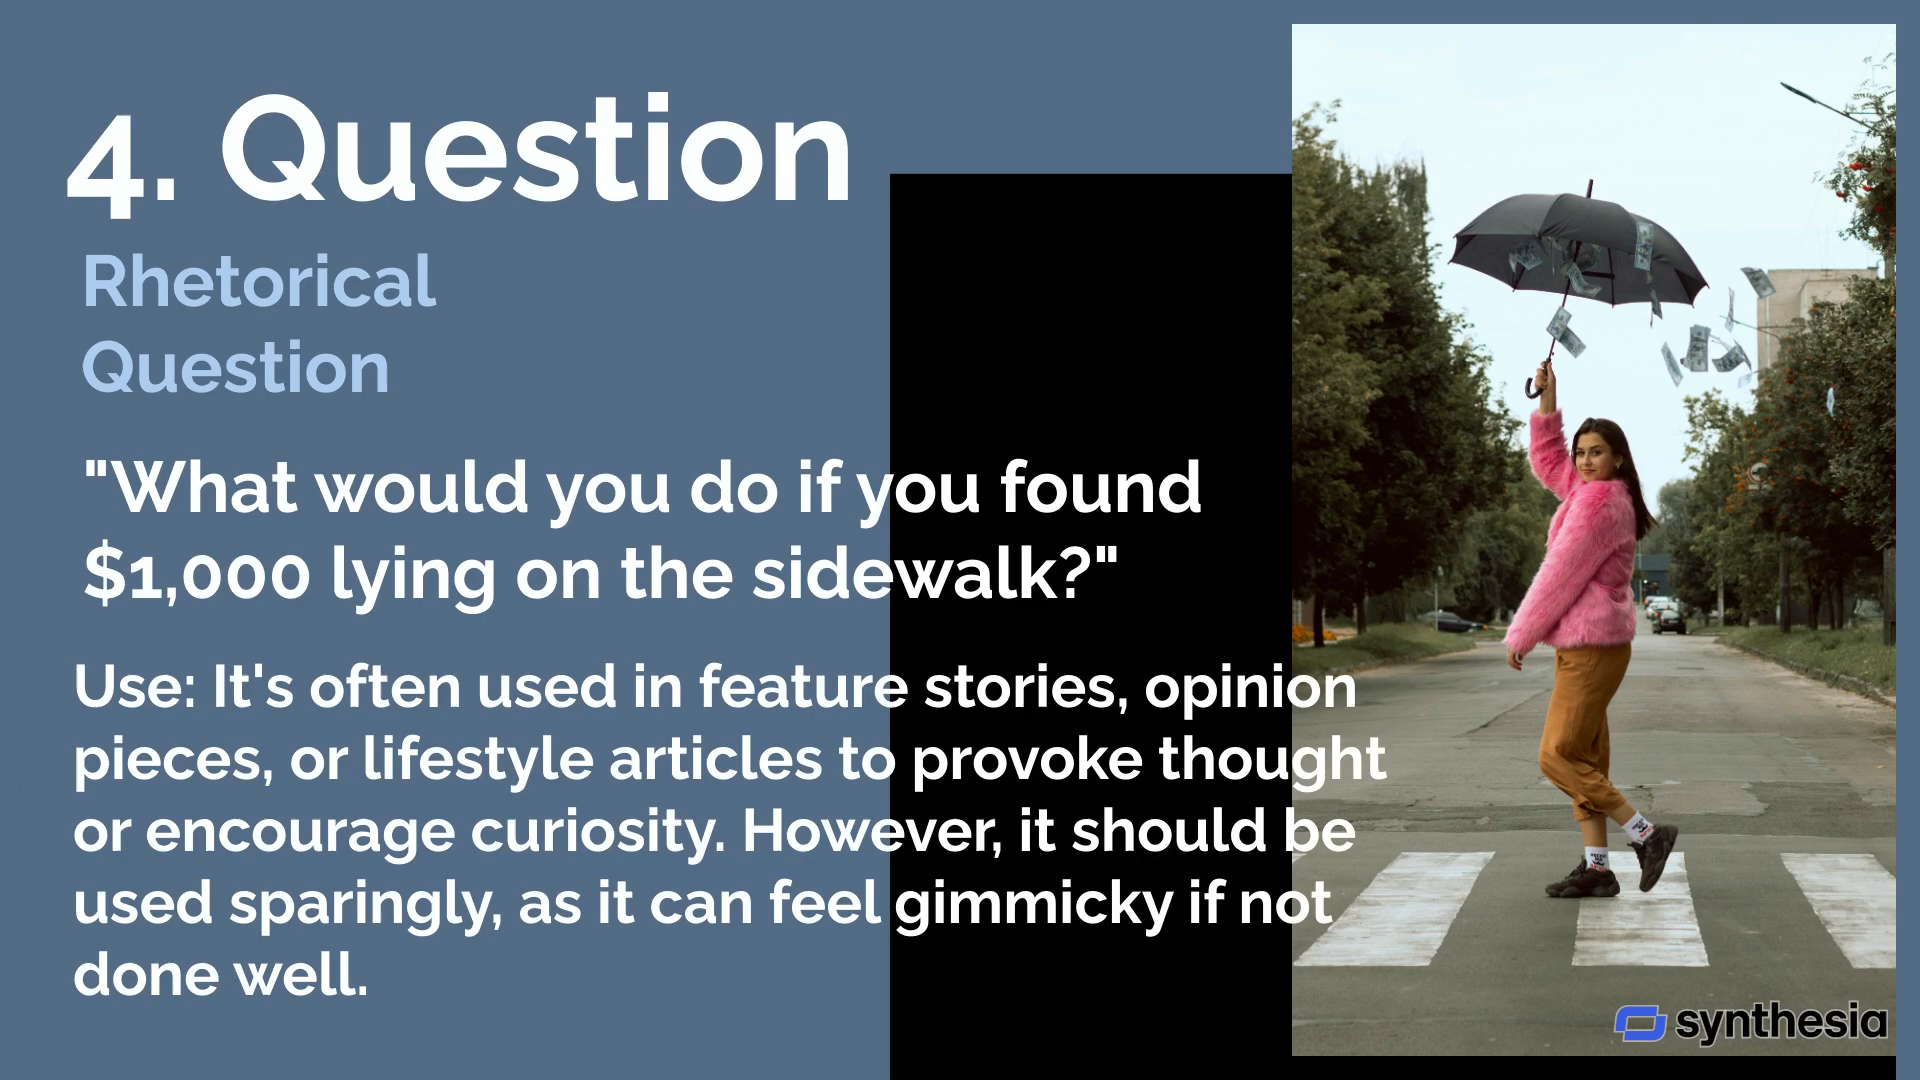 4. Question
Rhetorical
Question
"What would you do if you found
$1,000 lying on the sidewalk?"
Use: It's often used in feature stories, opinion
pieces, or lifestyle articles to provoke thought
or encourage curiosity. However, it should be
used sparingly, as it can feel gimmicky if not
done well.
synthesia